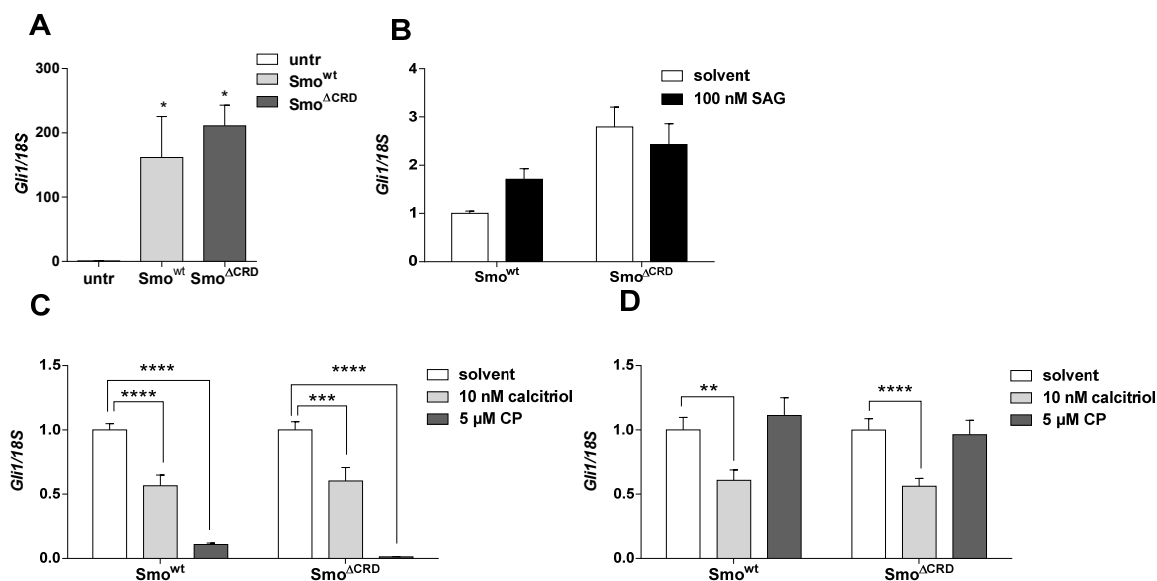 A
untr
Smo^wt
Smo^ΔCRD
300
200
100
0
Gli1/18S
*
*
untr
Smo^wt
Smo^ΔCRD
B
solvent
100 nM SAG
4
3
2
1
0
Gli1/18S
Smo^wt
Smo^ΔCRD
C
solvent
10 nM calcitriol
5 µM CP
1.5
1.0
0.5
0.0
Gli1/18S
****
****
****
***
Smo^wt
Smo^ΔCRD
D
solvent
10 nM calcitriol
5 µM CP
1.5
1.0
0.5
0.0
Gli1/18S
**
****
Smo^wt
Smo^ΔCRD